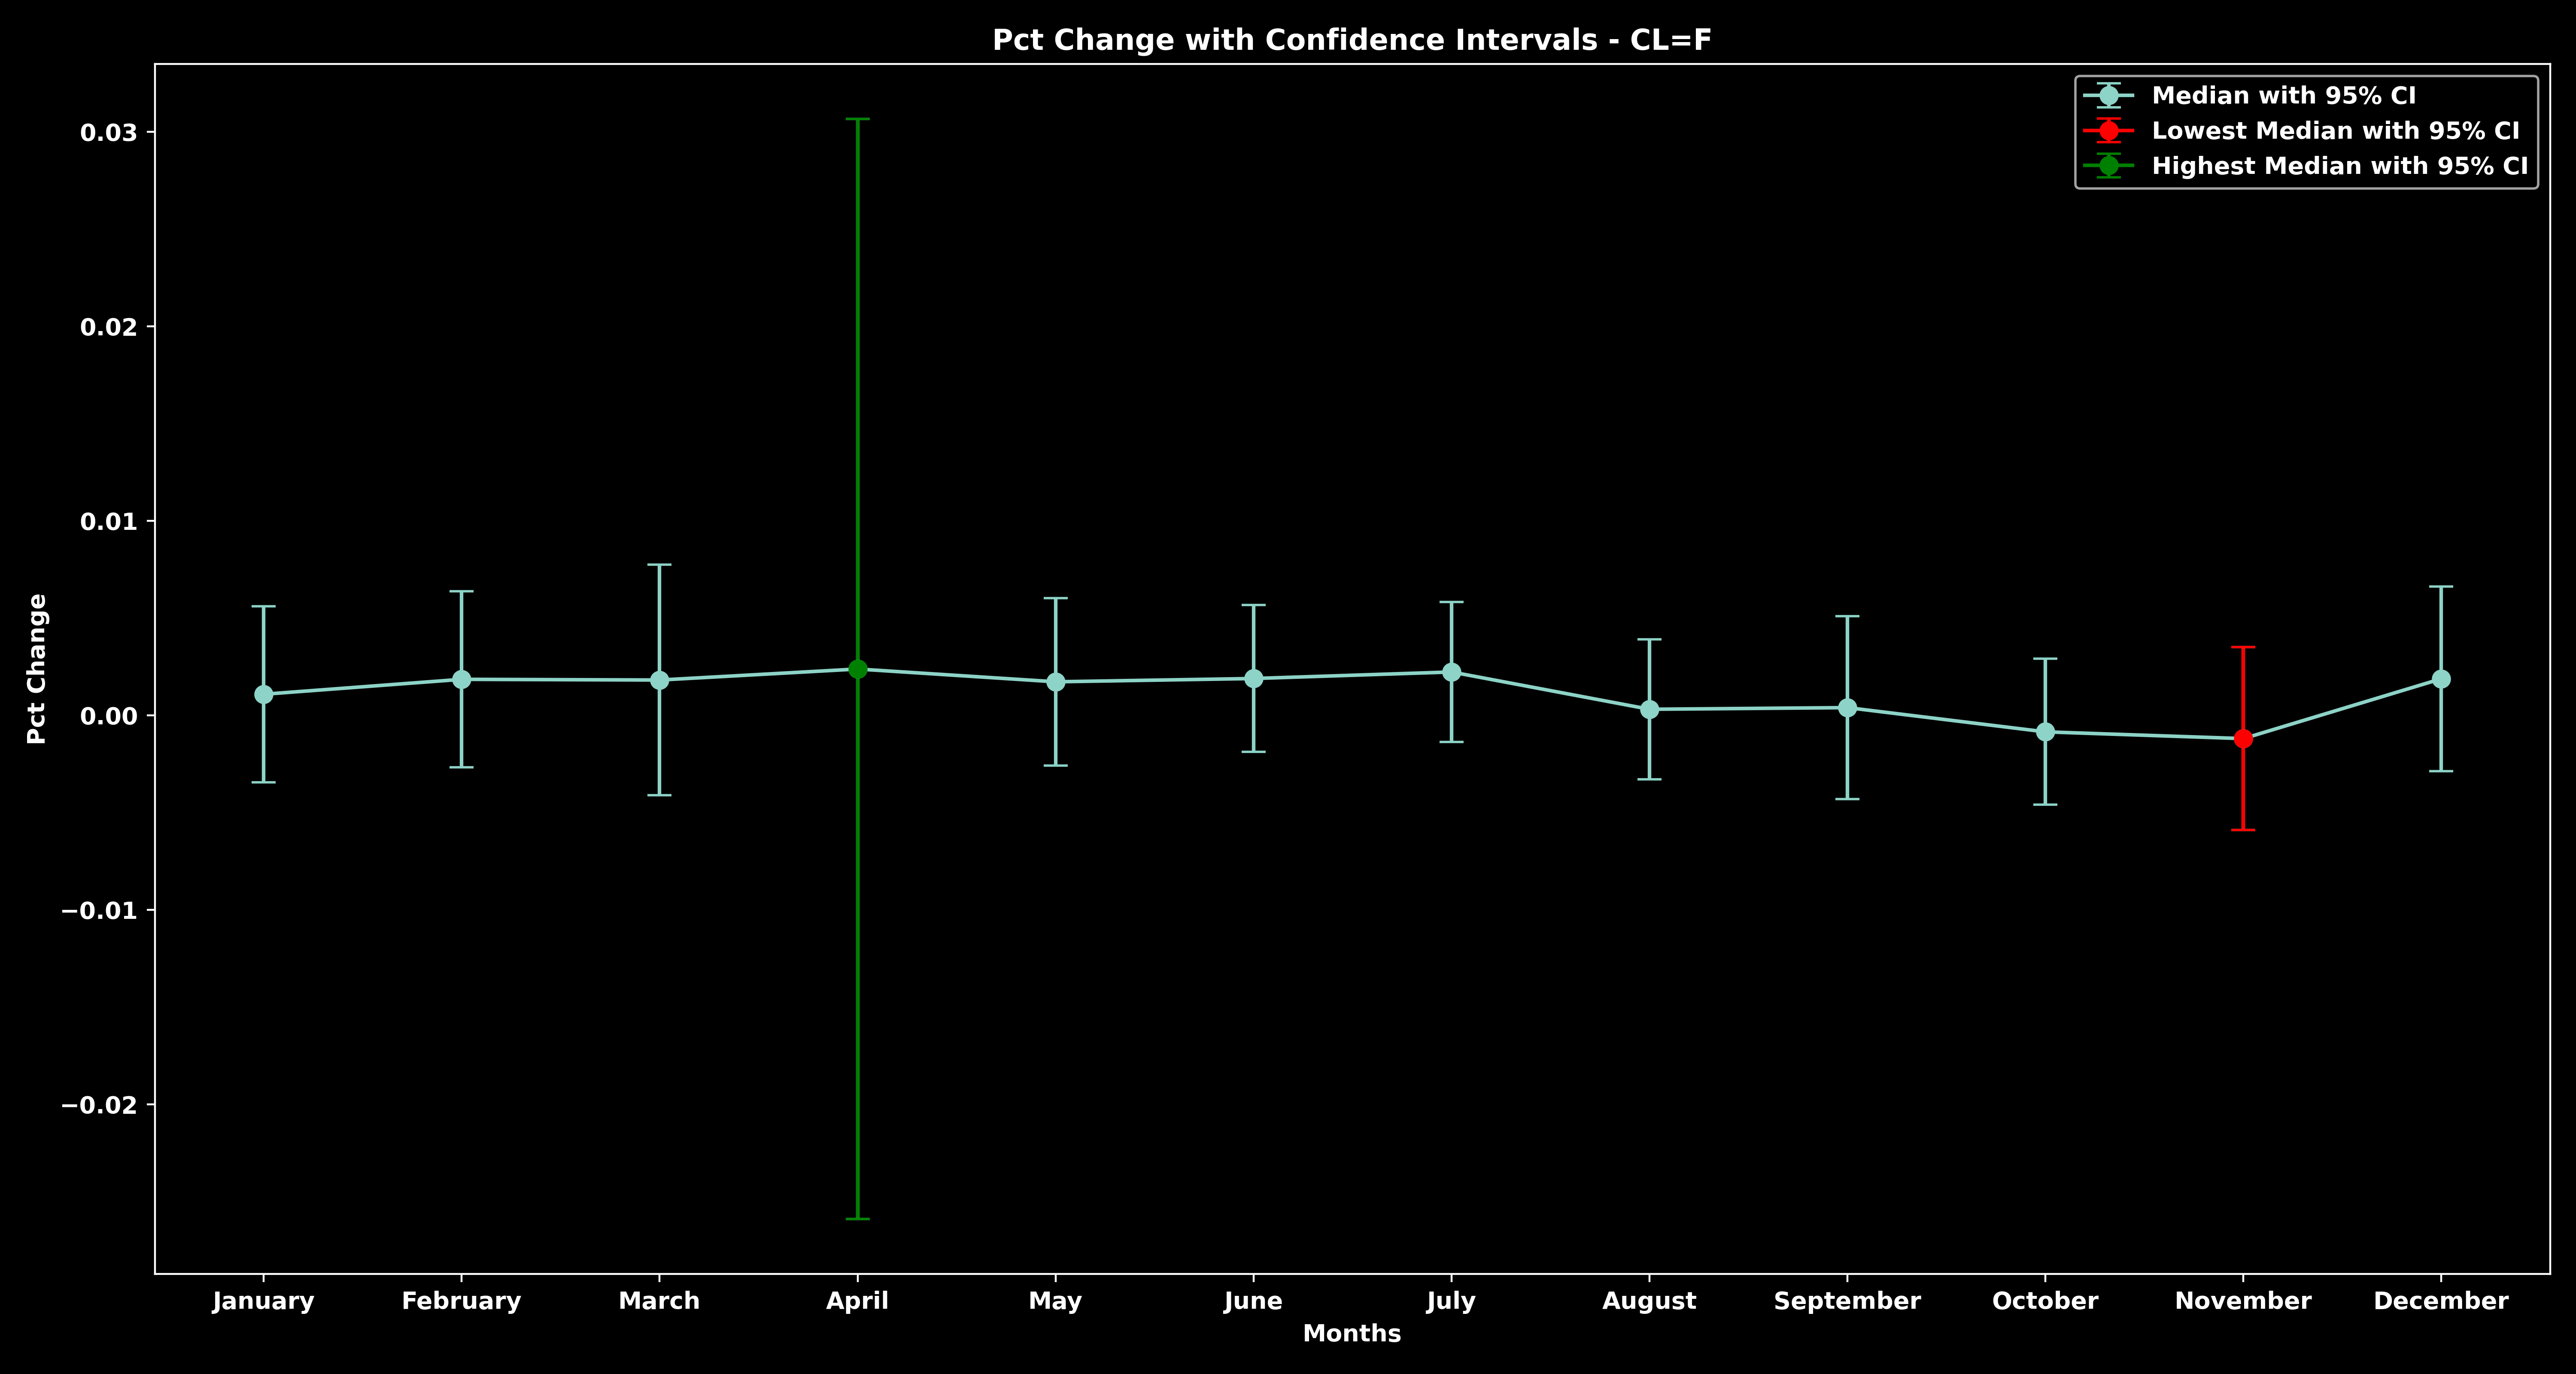 Pct Change with Confidence Intervals - CL=F
Median with 95% CI
Lowest Median with 95% CI
Highest Median with 95% CI
Pct Change
0.03
0.02
0.01
0.00
−0.01
−0.02
January February March April May June July August September October November December
Months